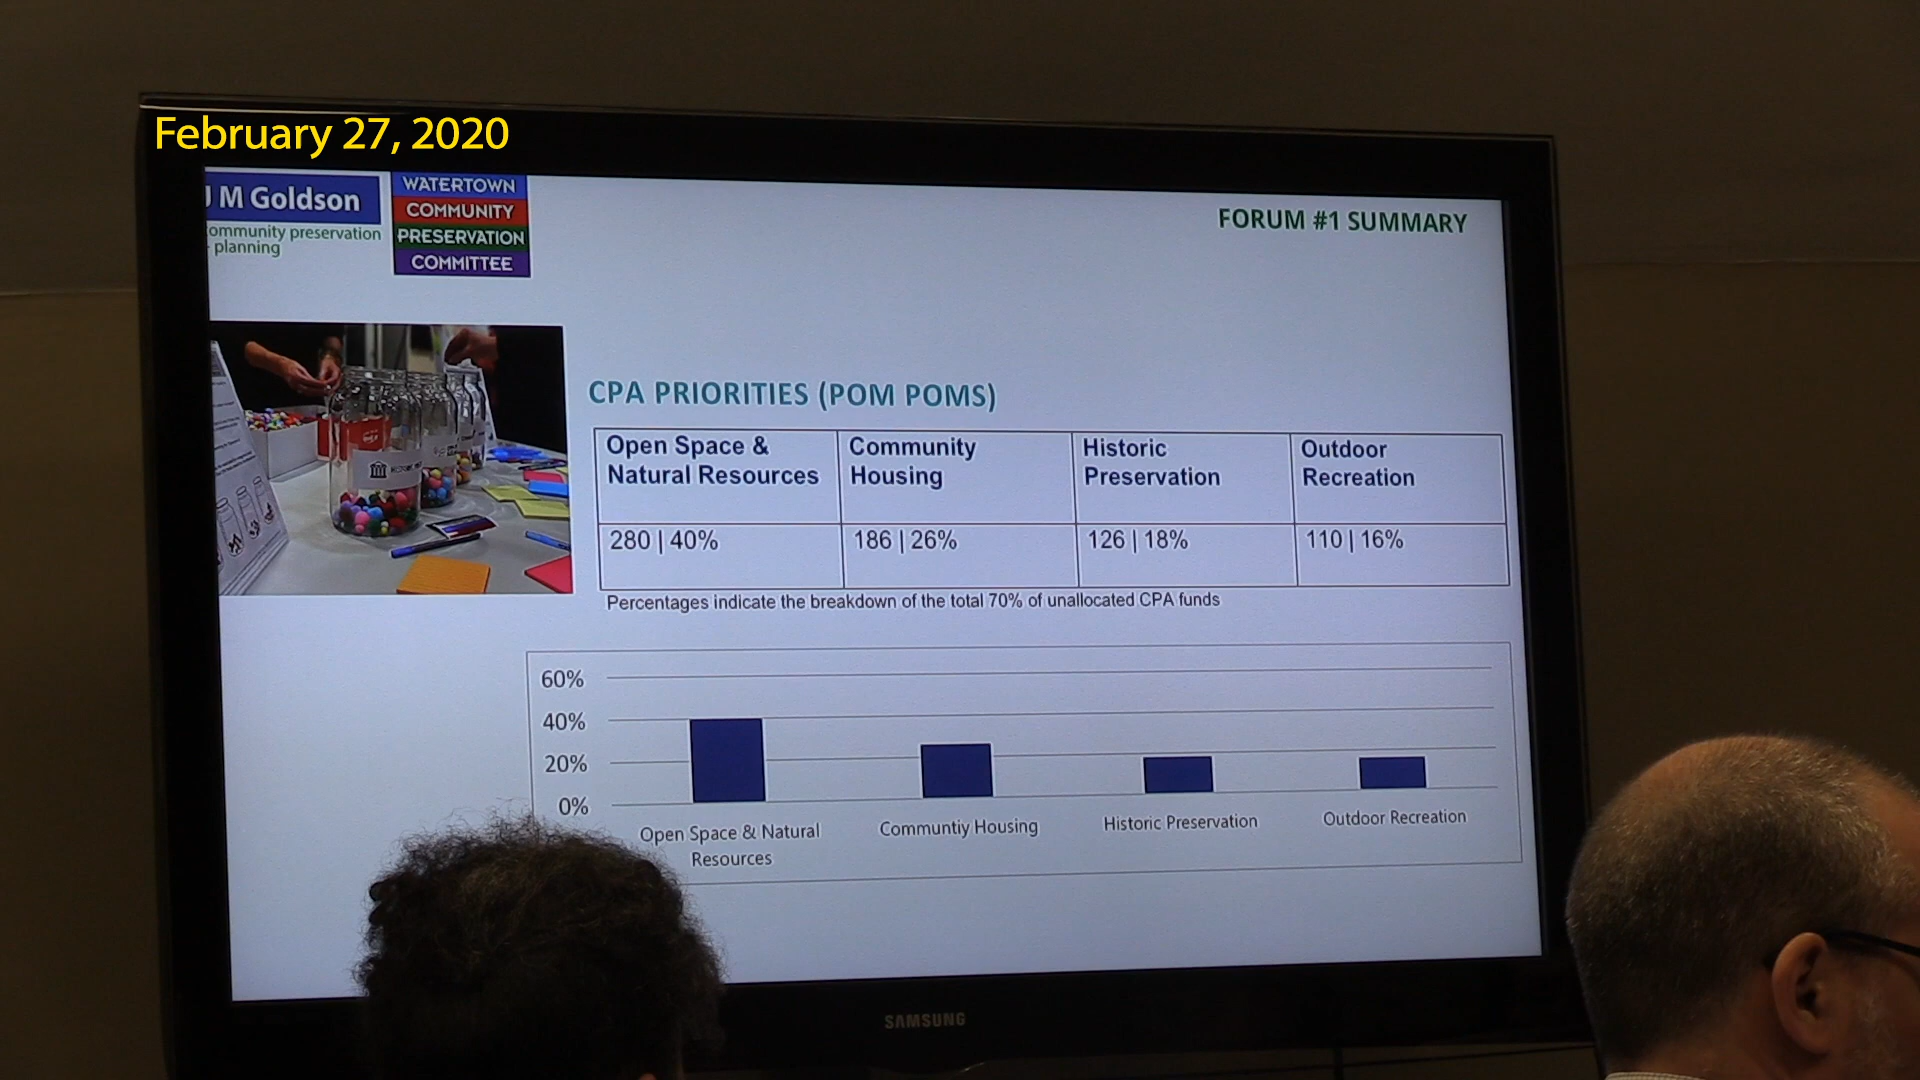 February 27, 2020
J M Goldson
community preservation
planning
WATERTOWN
COMMUNITY
PRESERVATION
COMMITTEE
FORUM #1 SUMMARY
CPA PRIORITIES (POM POMS)
Open Space &
Natural Resources
Community
Housing
Historic
Preservation
Outdoor
Recreation
280 | 40%
186 | 26%
126 | 18%
110 | 16%
Percentages indicate the breakdown of the total 70% of unallocated CPA funds
60%
40%
20%
0%
Open Space & Natural
Resources
Communtiy Housing
Historic Preservation
Outdoor Recreation
SAMSUNG